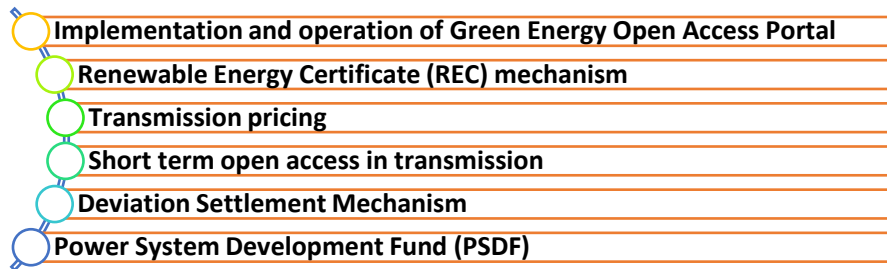 Implementation and operation of Green Energy Open Access Portal
Renewable Energy Certificate (REC) mechanism
Transmission pricing
Short term open access in transmission
Deviation Settlement Mechanism
Power System Development Fund (PSDF)